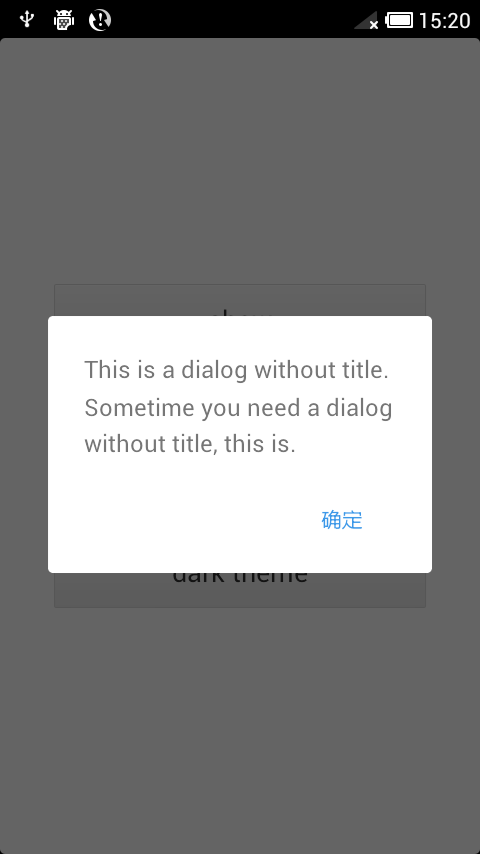 15:20
This is a dialog without title.
Sometime you need a dialog
without title, this is.
确定
dark theme